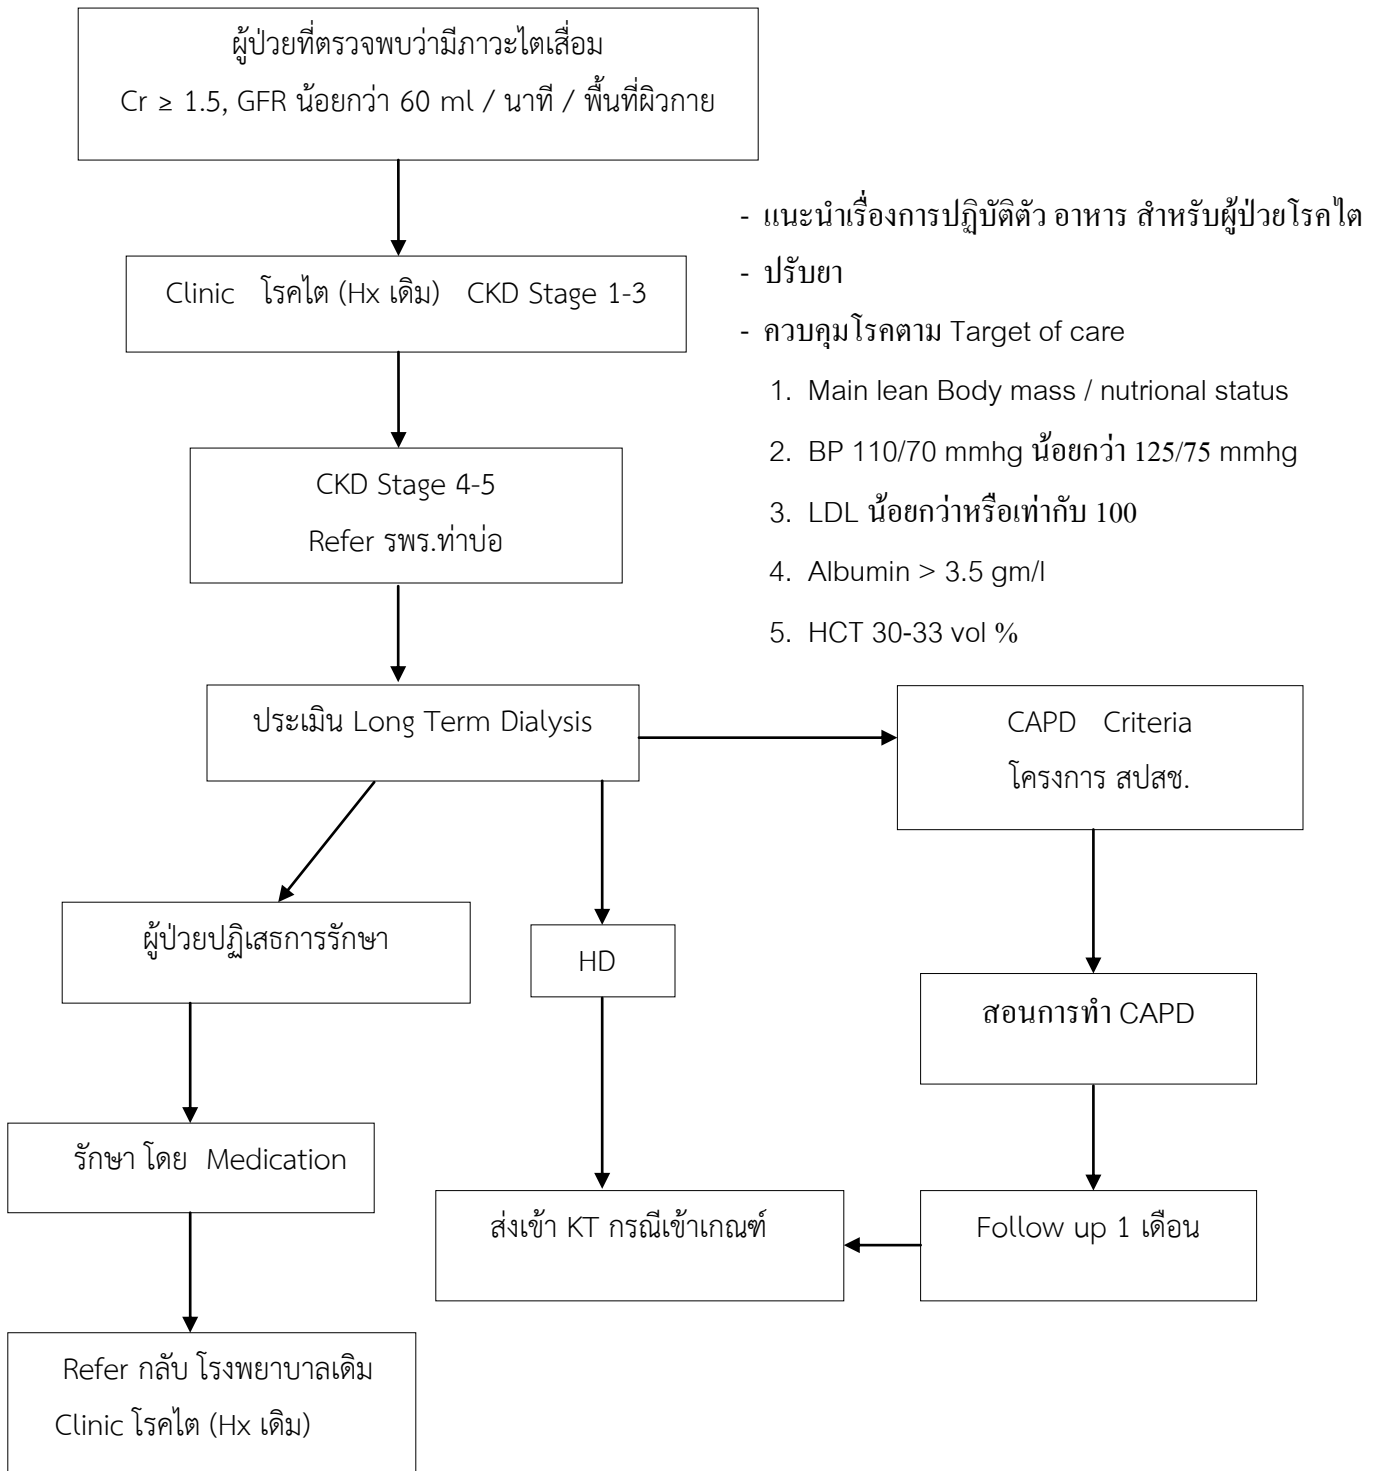 ผู้ป่วยที่ตรวจพบว่ามีภาวะไตเสื่อม
Cr ≥ 1.5, GFR น้อยกว่า 60 ml / นาที / พื้นที่ผิวกาย
- แนะนำเรื่องการปฏิบัติตัว อาหาร สำหรับผู้ป่วยโรคไต
- ปรับยา
- ควบคุมโรคตาม Target of care
1. Main lean Body mass / nutrional status
2. BP 110/70 mmhg น้อยกว่า 125/75 mmhg
3. LDL น้อยกว่าหรือเท่ากับ 100
4. Albumin > 3.5 gm/l
5. HCT 30-33 vol %
Clinic โรคไต (Hx เดิม) CKD Stage 1-3
CKD Stage 4-5
Refer รพร.ท่าบ่อ
ประเมิน Long Term Dialysis
CAPD Criteria
โครงการ สปสช.
ผู้ป่วยปฏิเสธการรักษา
HD
สอนการทำ CAPD
รักษา โดย Medication
ส่งเข้า KT กรณีเข้าเกณฑ์
Follow up 1 เดือน
Refer กลับ โรงพยาบาลเดิม
Clinic โรคไต (Hx เดิม)